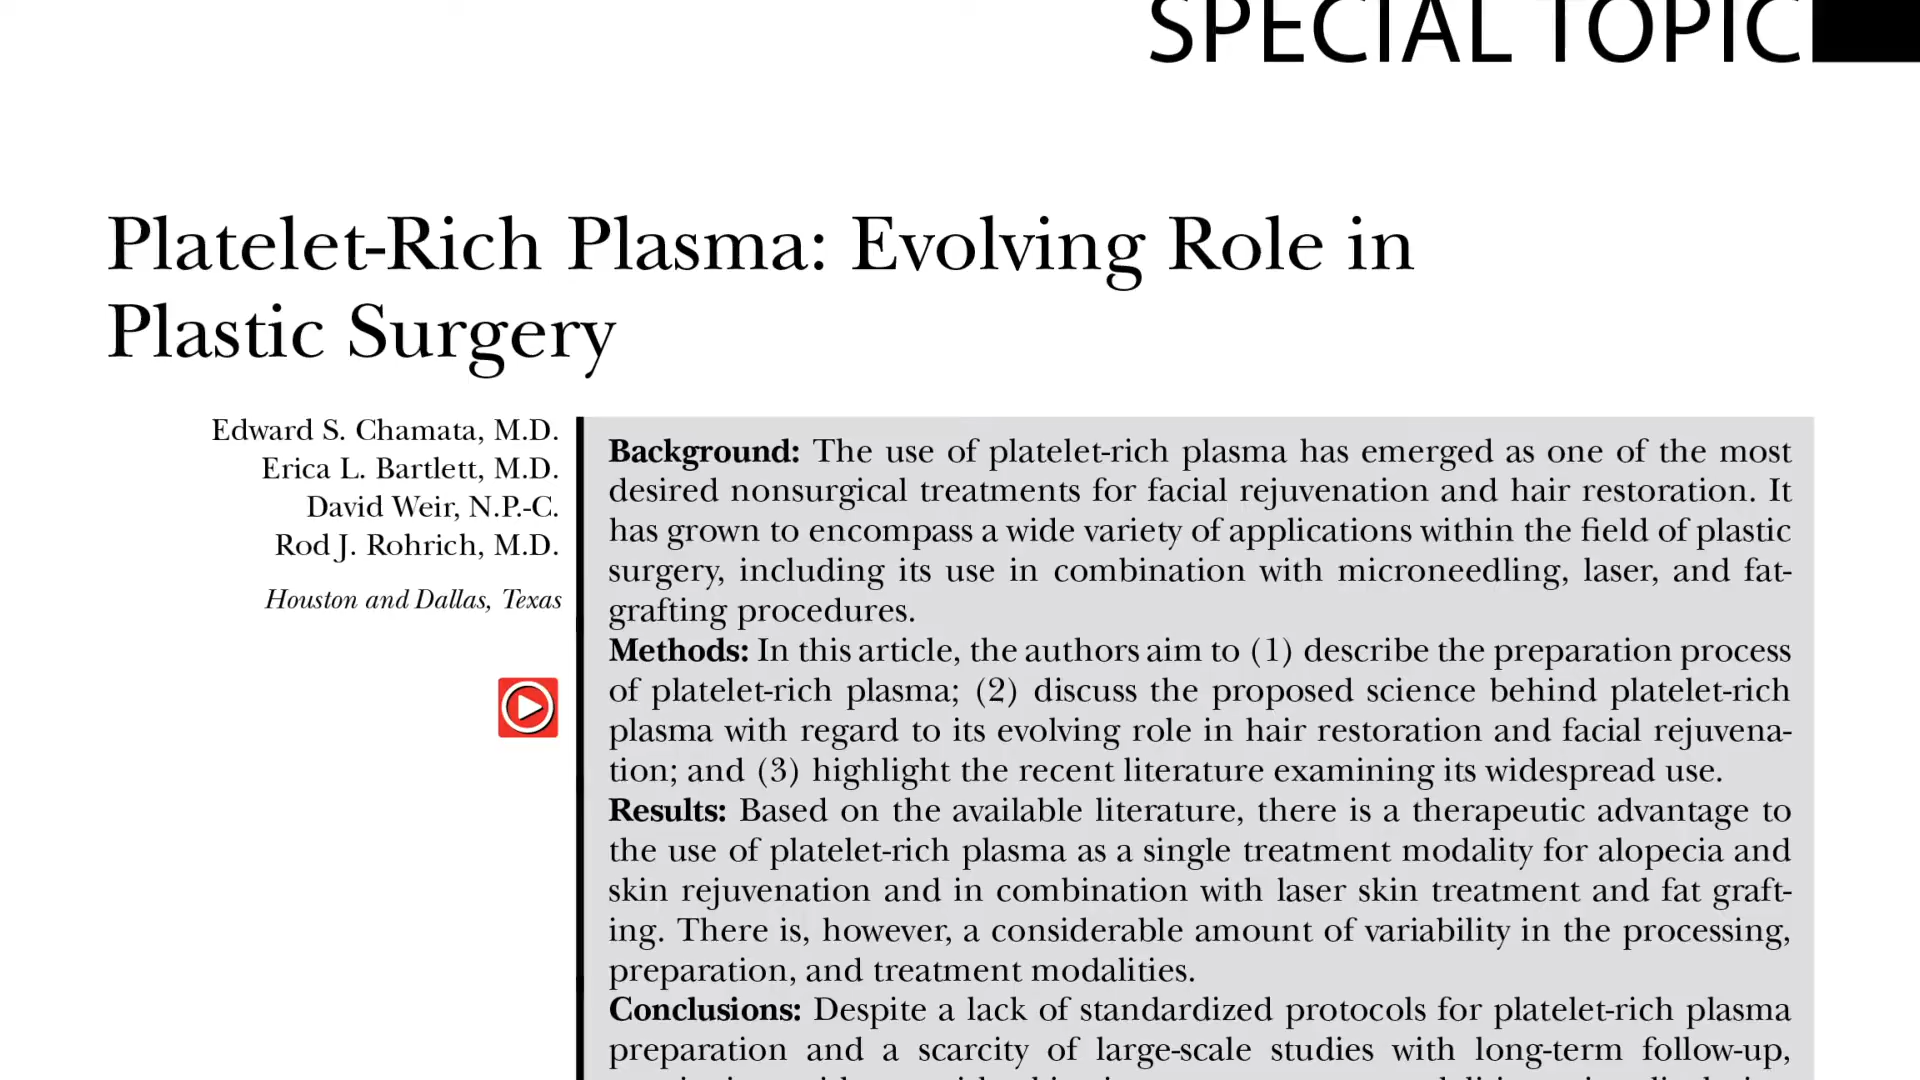 SPECIAL TOPIC
Platelet-Rich Plasma: Evolving Role in
Plastic Surgery
Edward S. Chamata, M.D.
Erica L. Bartlett, M.D.
David Weir, N.P.-C.
Rod J. Rohrich, M.D.
Houston and Dallas, Texas
Background: The use of platelet-rich plasma has emerged as one of the most
desired nonsurgical treatments for facial rejuvenation and hair restoration. It
has grown to encompass a wide variety of applications within the field of plastic
surgery, including its use in combination with microneedling, laser, and fat-
grafting procedures.
Methods: In this article, the authors aim to (1) describe the preparation process
of platelet-rich plasma; (2) discuss the proposed science behind platelet-rich
plasma with regard to its evolving role in hair restoration and facial rejuvena-
tion; and (3) highlight the recent literature examining its widespread use.
Results: Based on the available literature, there is a therapeutic advantage to
the use of platelet-rich plasma as a single treatment modality for alopecia and
skin rejuvenation and in combination with laser skin treatment and fat graft-
ing. There is, however, a considerable amount of variability in the processing,
preparation, and treatment modalities.
Conclusions: Despite a lack of standardized protocols for platelet-rich plasma
preparation and a scarcity of large-scale studies with long-term follow-up,